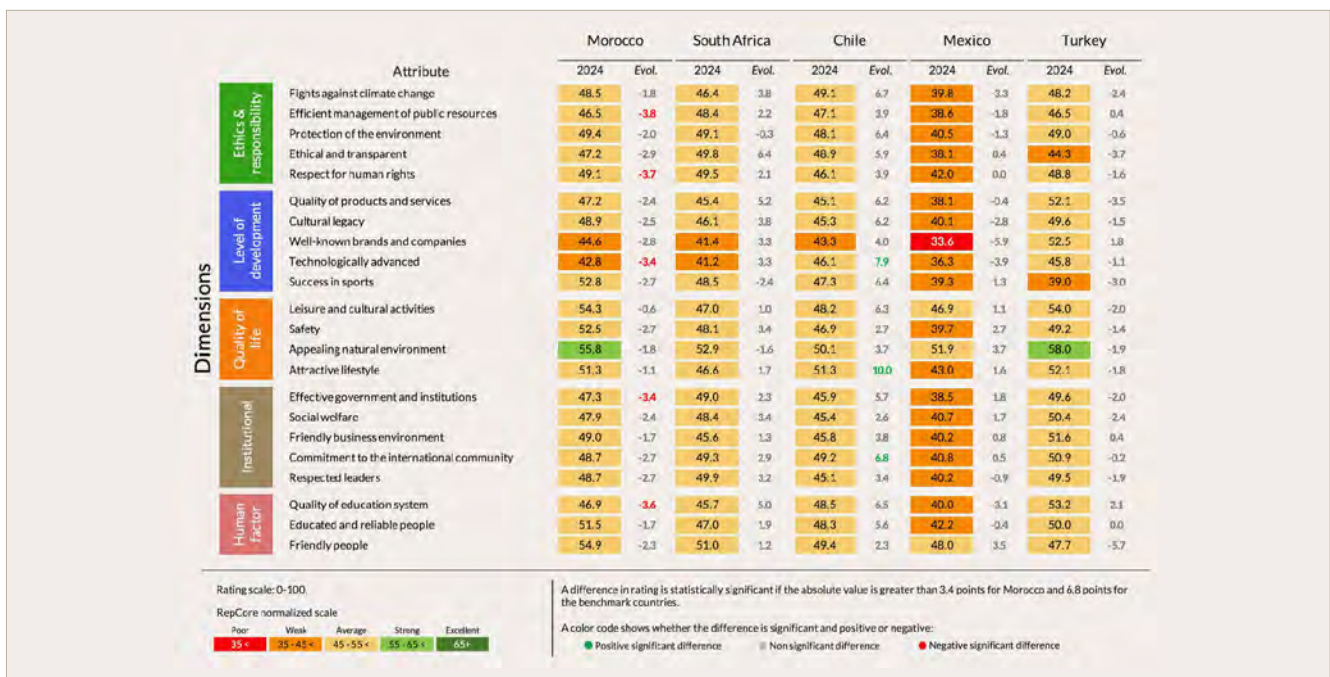 Morocco South Africa Chile Mexico Turkey
Attribute 2024 Evol. 2024 Evol. 2024 Evol. 2024 Evol. 2024 Evol.
Dimensions
Ethics & responsibility
Fights against climate change 48.5 -1.8 46.4 3.8 49.1 6.7 39.8 -3.3 48.2 -2.4
Efficient management of public resources 46.5 -3.8 48.4 2.2 47.1 3.9 38.6 -1.8 46.5 0.4
Protection of the environment 49.4 -2.0 49.1 -0.3 48.1 6.4 40.5 -1.3 49.0 -0.6
Ethical and transparent 47.2 -2.9 49.8 6.4 48.9 5.9 38.1 0.4 44.3 -3.7
Respect for human rights 49.1 -3.7 49.5 2.1 46.1 3.9 42.0 0.0 48.8 -1.6
Level of development
Quality of products and services 47.2 -2.4 45.4 5.2 45.1 6.2 38.1 -0.4 52.1 -3.5
Cultural legacy 48.9 -2.5 46.1 3.8 45.3 6.2 40.1 -2.8 49.6 -1.5
Well-known brands and companies 44.6 -2.8 41.4 3.3 43.3 4.0 33.6 -5.9 52.5 1.8
Technologically advanced 42.8 -3.4 41.2 3.3 46.1 7.9 36.3 -3.9 45.8 -1.1
Success in sports 52.8 -2.7 48.5 -2.4 47.3 6.4 39.3 1.3 39.0 -3.0
Quality of life
Leisure and cultural activities 54.3 -0.6 47.0 1.0 48.2 6.3 46.9 1.1 54.0 -2.0
Safety 52.5 -2.7 48.1 3.4 46.9 2.7 39.7 2.7 49.2 -1.4
Appealing natural environment 55.8 -1.8 52.9 -1.6 50.1 3.7 51.9 3.7 58.0 -1.9
Attractive lifestyle 51.3 -1.1 46.6 1.7 51.3 10.0 43.0 1.6 52.1 -1.8
Institutional
Effective government and institutions 47.3 -3.4 49.0 2.3 45.9 5.7 38.5 1.8 49.6 -2.0
Social welfare 47.9 -2.4 48.4 3.4 45.4 2.6 40.7 1.7 50.4 -2.4
Friendly business environment 49.0 -1.7 45.6 1.3 45.8 3.8 40.2 0.8 51.6 0.4
Commitment to the international community 48.7 -2.7 49.3 2.9 49.2 6.8 40.8 0.5 50.9 -0.2
Respected leaders 48.7 -2.7 49.9 3.2 45.1 3.4 40.2 -0.9 49.5 -1.9
Human factor
Quality of education system 46.9 -3.6 45.7 5.0 48.5 6.5 40.0 -3.1 53.2 2.1
Educated and reliable people 51.5 -1.7 47.0 1.9 48.3 5.6 42.2 -0.4 50.0 0.0
Friendly people 54.9 -2.3 51.0 1.2 49.4 2.3 48.0 3.5 47.7 -5.7
Rating scale: 0-100.
RepCore normalized scale
Poor Weak Average Strong Excellent
35 < 35 - 45 < 45 - 55 < 55 - 65 < 65+
A difference in rating is statistically significant if the absolute value is greater than 3.4 points for Morocco and 6.8 points for
the benchmark countries.
A color code shows whether the difference is significant and positive or negative:
Positive significant difference Non significant difference Negative significant difference